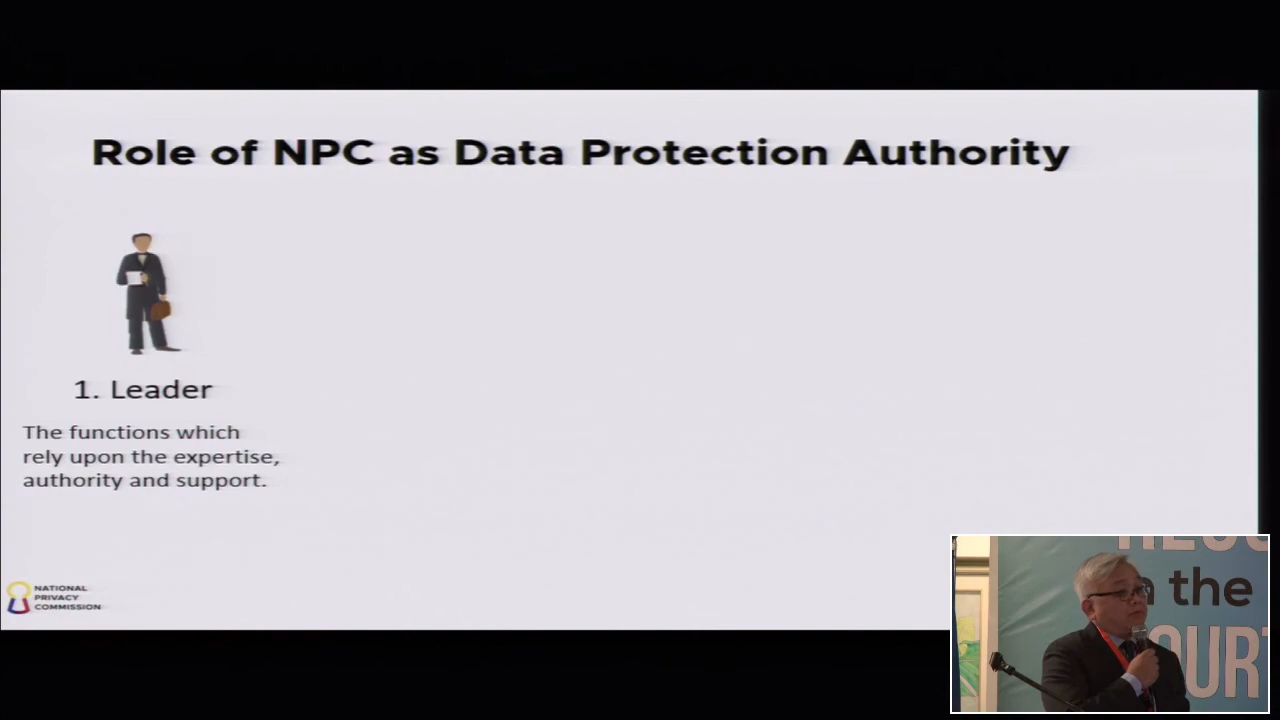 Role of NPC as Data Protection Authority
1. Leader
The functions which
rely upon the expertise,
authority and support.
NATIONAL
PRIVACY
COMMISSION
the